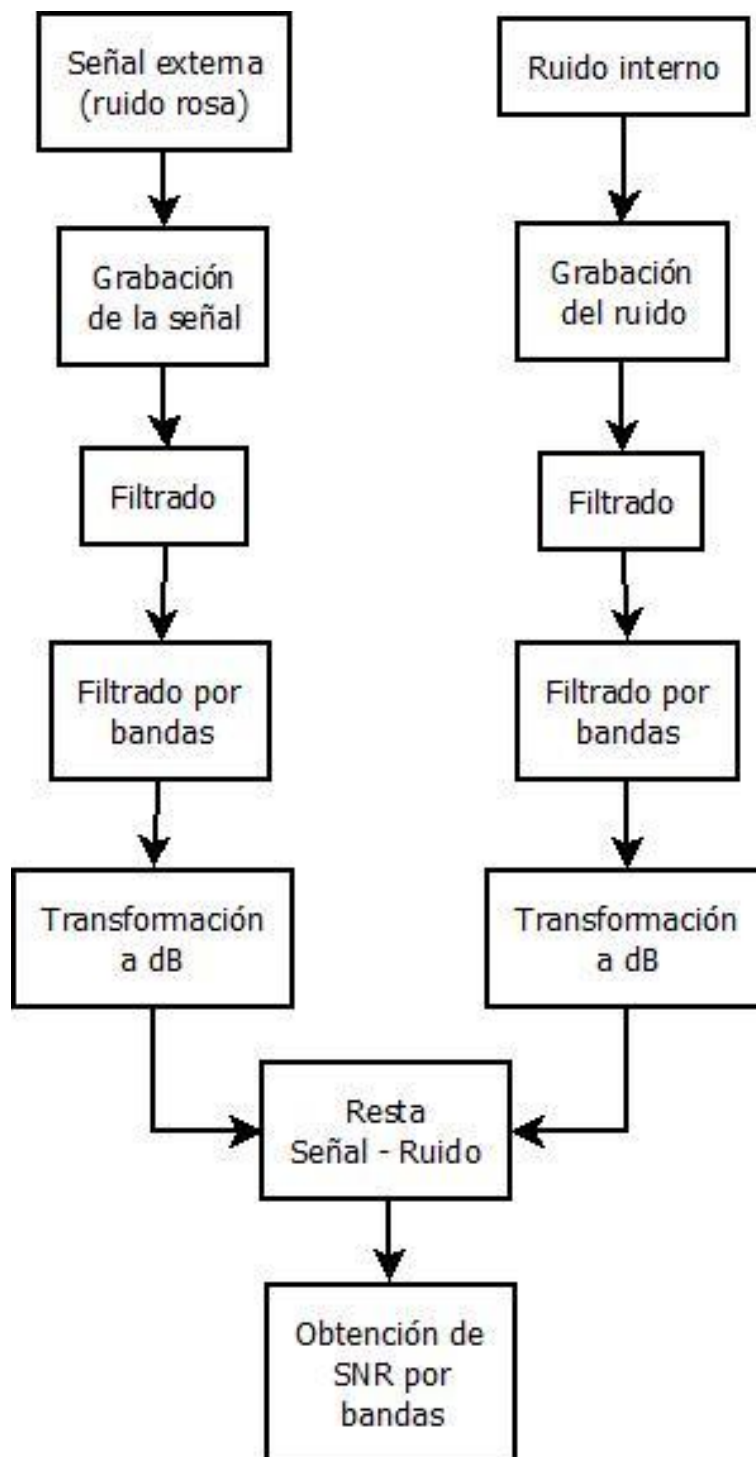 Señal externa
(ruido rosa)
Ruido interno
Grabación
de la señal
Grabación
del ruido
Filtrado
Filtrado
Filtrado por
bandas
Filtrado por
bandas
Transformación
a dB
Transformación
a dB
Resta
Señal - Ruido
Obtención de
SNR por
bandas